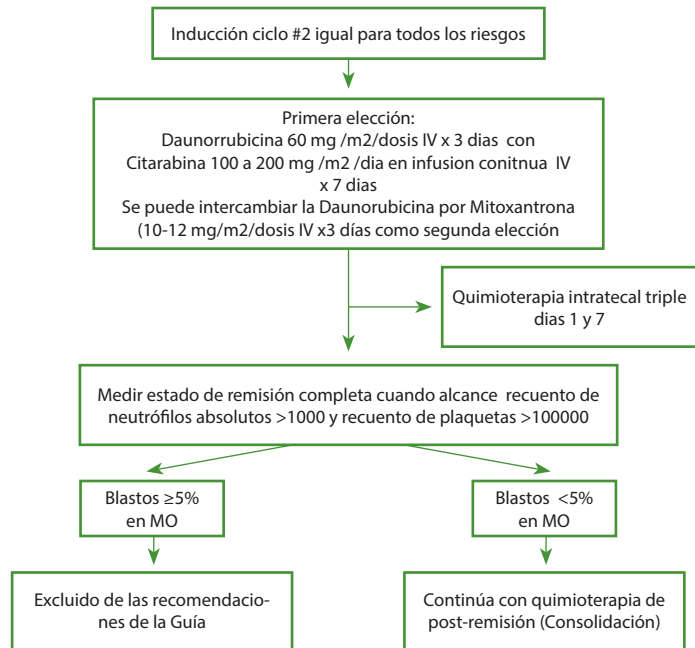 Inducción ciclo #2 igual para todos los riesgos
Primera elección:
Daunorrubicina 60 mg /m2/dosis IV x 3 dias con
Citarabina 100 a 200 mg /m2 /dia en infusion conitnua IV
x 7 dias
Se puede intercambiar la Daunorubicina por Mitoxantrona
(10-12 mg/m2/dosis IV x3 días como segunda elección
Quimioterapia intratecal triple
dias 1 y 7
Medir estado de remisión completa cuando alcance recuento de
neutrófilos absolutos >1000 y recuento de plaquetas >100000
Blastos ≥5%
en MO
Blastos <5%
en MO
Excluido de las recomendacio-
nes de la Guía
Continúa con quimioterapia de
post-remisión (Consolidación)